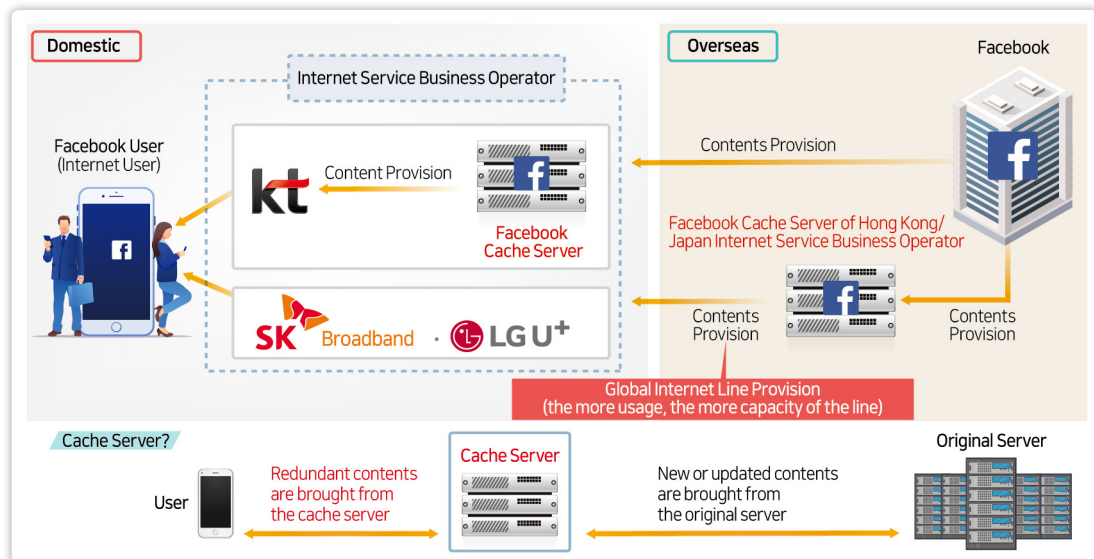 Domestic
Overseas
Facebook
Internet Service Business Operator
Facebook User
(Internet User)
Contents Provision
Content Provision
kt
f
Facebook
Cache Server
Facebook Cache Server of Hong Kong/
Japan Internet Service Business Operator
f
f
f
SK Broadband · LG U+
Contents
Provision
Contents
Provision
Global Internet Line Provision
(the more usage, the more capacity of the line)
Cache Server?
Cache Server
Original Server
User
Redundant contents
are brought from
the cache server
New or updated contents
are brought from
the original server